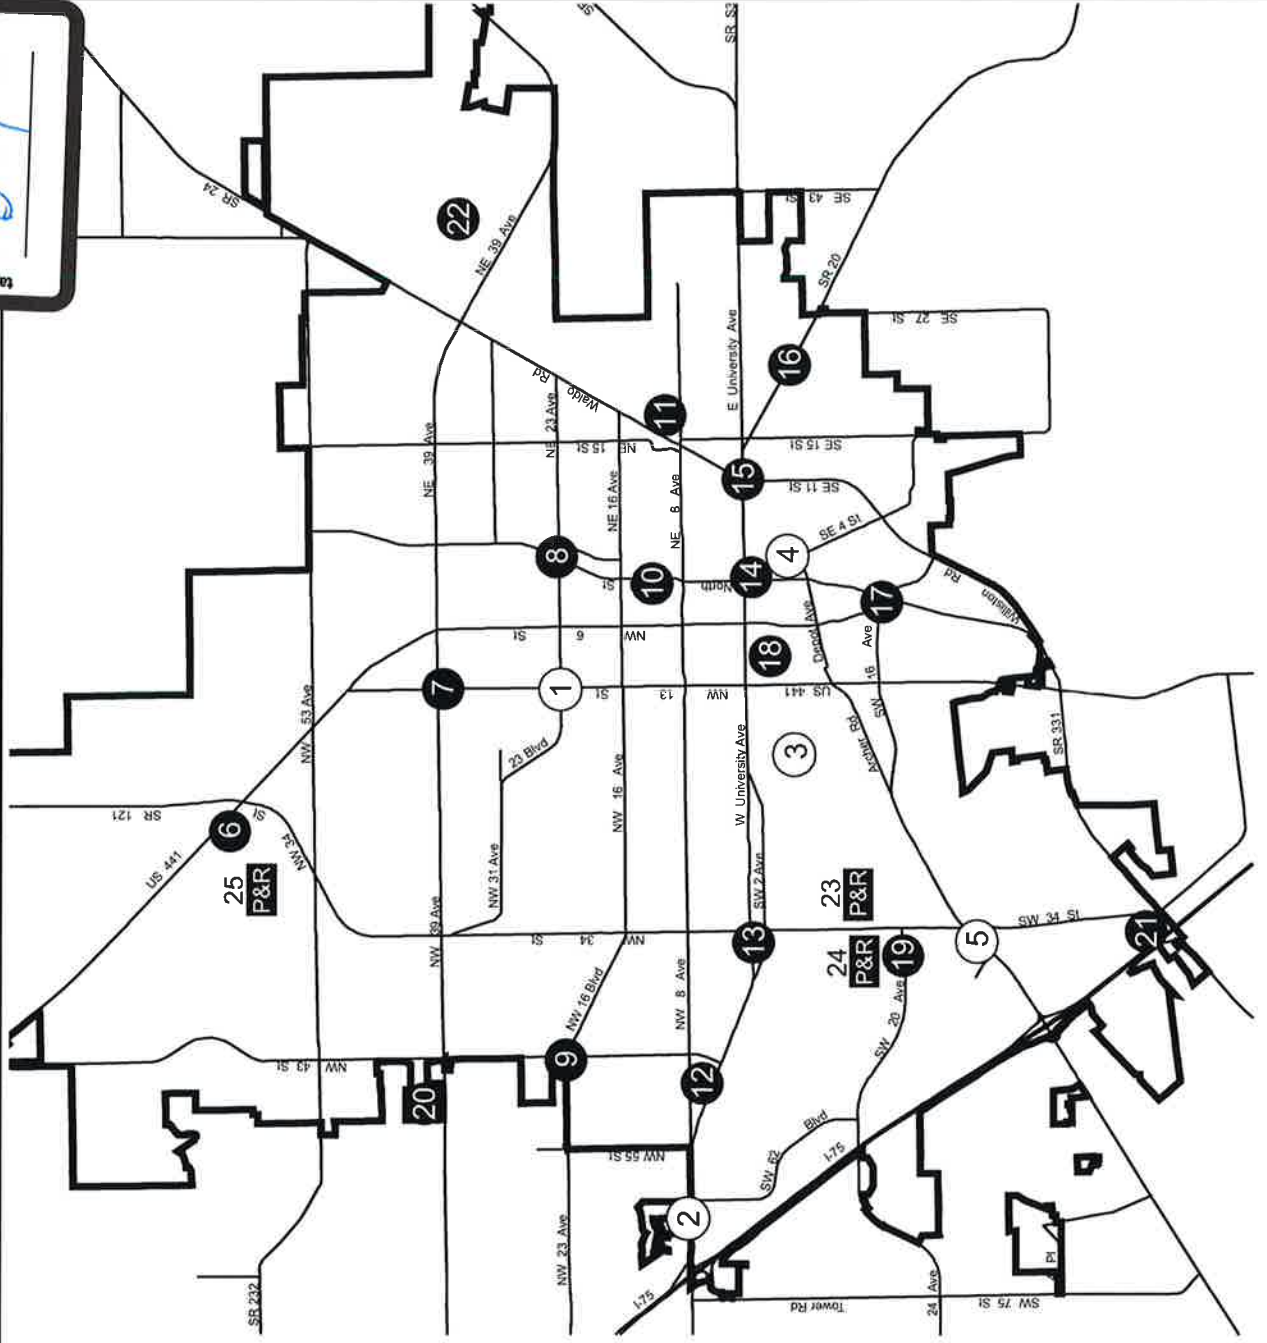 ta
SR 24
SR S3
SR
22
NE 39 Ave
SE 43 St
SR 20
SE 27 St
E University Ave
16
Waldo
Rd
11
NE 23 Ave
NE 39 Ave
NE 15 St
SE 15 St
NE 16 Ave
NE 8 Ave
15
SE 11 St
SE 4 St
8
10
14
4
North
St
17
Williston
Rd
NW 6 St
Depot Ave
18
7
1
NW 13 St
US 441
SW 16 Ave
NW 53 Ave
23 Blvd
3
Archer Rd
SR 331
NW 16 Ave
W University Ave
SR 121
6
NW 34
St
US 441
25
P&R
NW 31 Ave
SW 2 Ave
23
P&R
NW 39 Ave
NW 34 St
SW 34 St
13
24
P&R
19
5
21
NW 16 Blvd
NW 8 Ave
SW 20 Ave
NW 43 St
9
12
20
SW 62 Blvd
NW 55 St
I-75
2
NW 23 Ave
SR 232
I-75
Tower Rd
24 Ave
Pl
SW 75 St